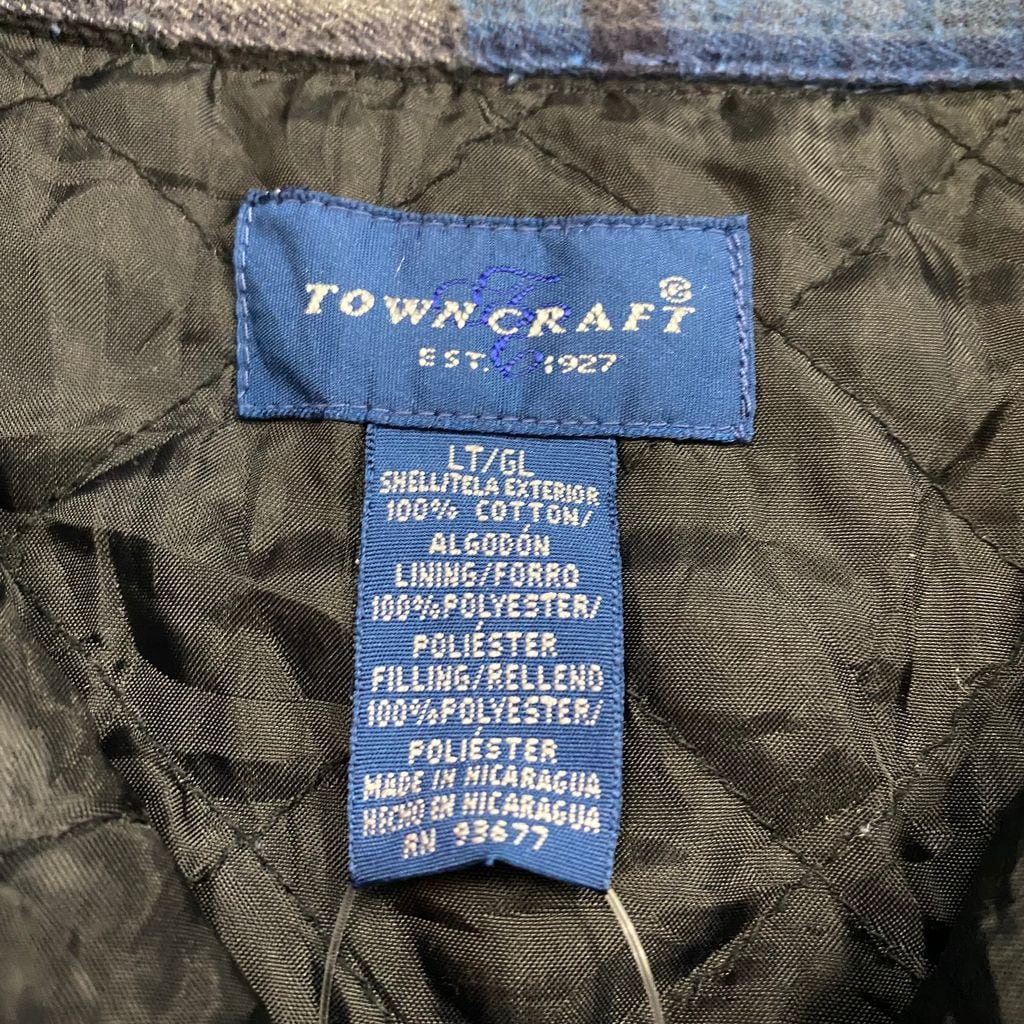 TOWNCRAFT®
EST. 1927
LT/GL
SHELL/TELA EXTERIOR
100% COTTON/
ALGODÓN
LINING/FORRO
100%POLYESTER/
POLIÉSTER
FILLING/RELLENO
100%POLYESTER/
POLIÉSTER
MADE IN NICARAGUA
HECHO EN NICARAGUA
RN 93677